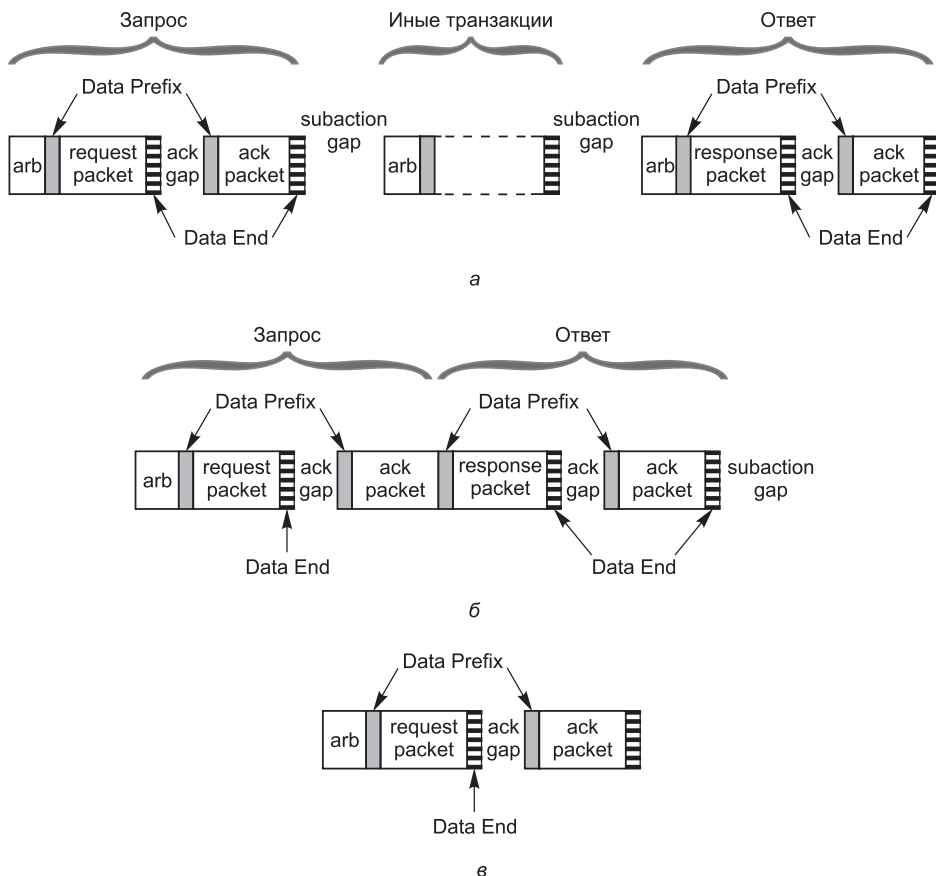 Запрос
Иные транзакции
Ответ
Data Prefix
Data Prefix
arb
request packet
ack gap
ack packet
subaction gap
arb
subaction gap
arb
response packet
ack gap
ack packet
Data End
Data End
а
Запрос
Ответ
Data Prefix
Data Prefix
arb
request packet
ack gap
ack packet
response packet
ack gap
ack packet
subaction gap
Data End
Data End
б
Data Prefix
arb
request packet
ack gap
ack packet
Data End
в